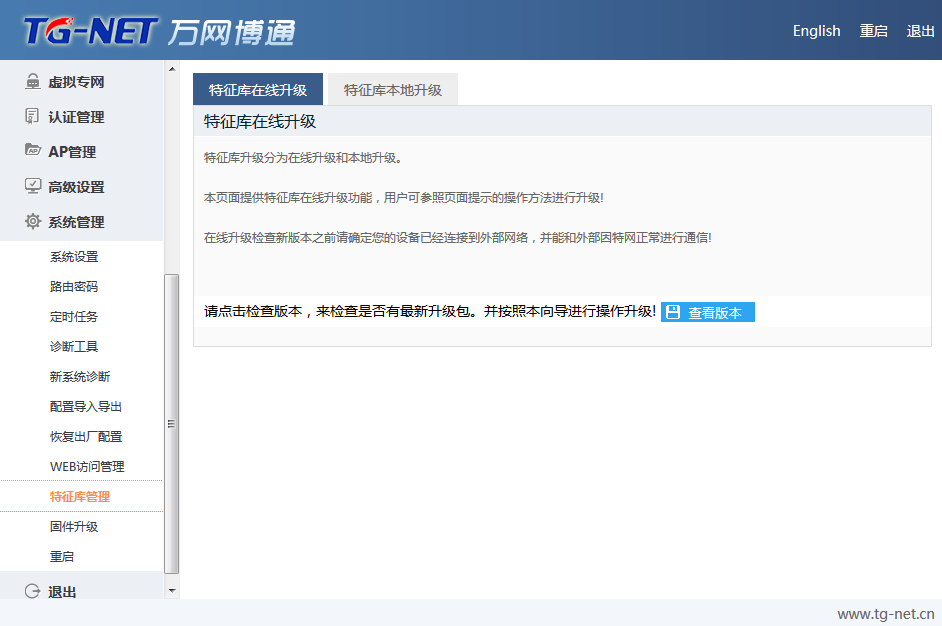 TG-NET 万网博通
English 重启 退出
虚拟专网
认证管理
AP管理
高级设置
系统管理
系统设置
路由密码
定时任务
诊断工具
新系统诊断
配置导入导出
恢复出厂配置
WEB访问管理
特征库管理
固件升级
重启
退出
特征库在线升级 特征库本地升级
特征库在线升级
特征库升级分为在线升级和本地升级。
本页面提供特征库在线升级功能，用户可参照页面提示的操作方法进行升级!
在线升级检查新版本之前请确定您的设备已经连接到外部网络，并能和外部因特网正常进行通信!
请点击检查版本，来检查是否有最新升级包。并按照本向导进行操作升级! 查看版本
www.tg-net.cn